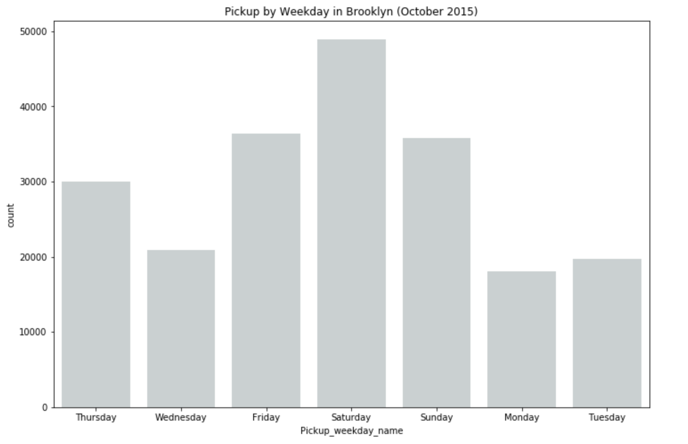 Pickup by Weekday in Brooklyn (October 2015)
50000
40000
30000
20000
10000
0
count
Thursday Wednesday Friday Saturday Sunday Monday Tuesday
Pickup_weekday_name